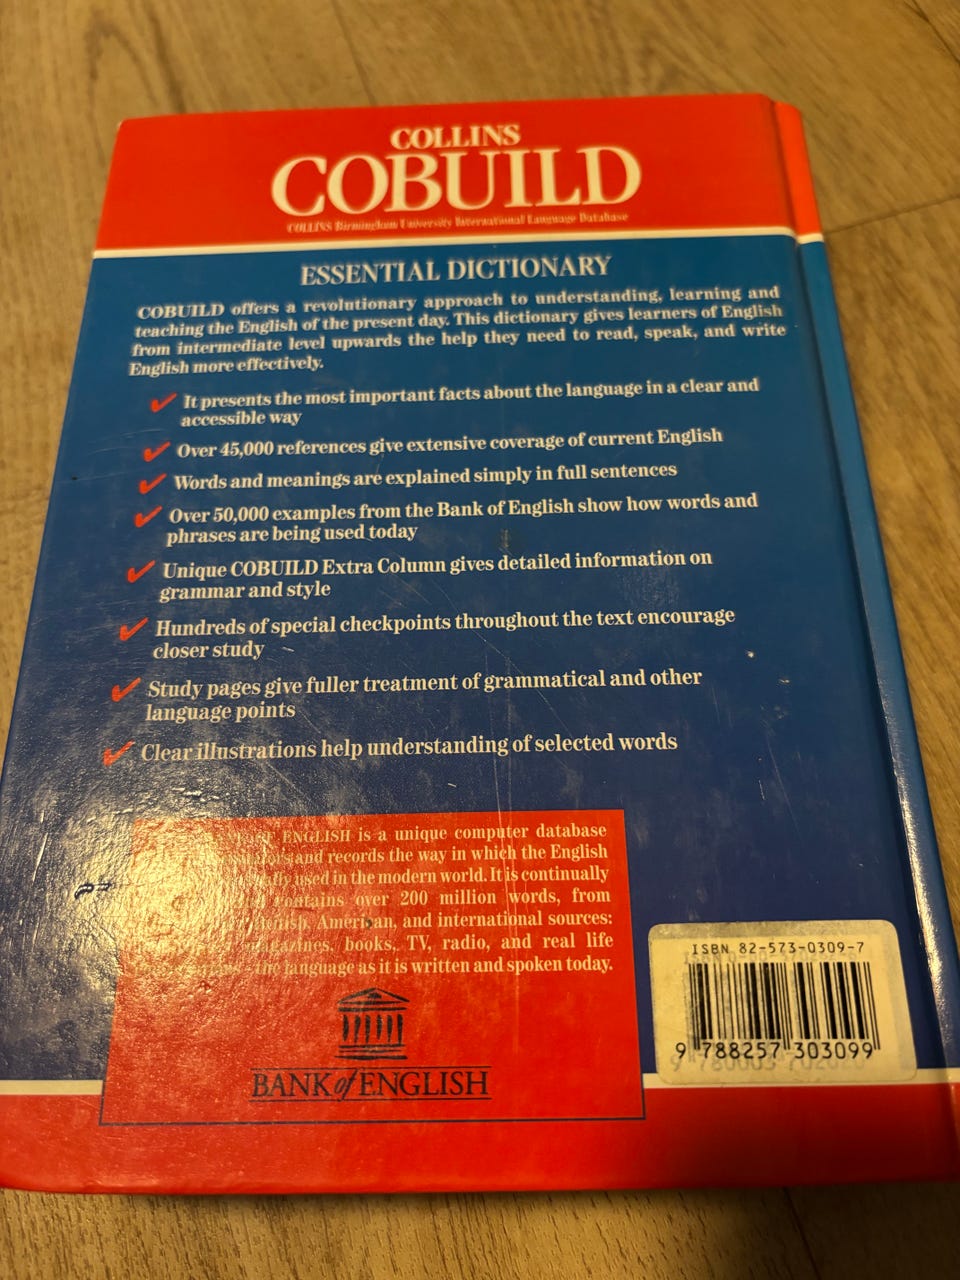 COLLINS
COBUILD
COLLINS Birmingham University International Language Database
ESSENTIAL DICTIONARY
COBUILD offers a revolutionary approach to understanding, learning and
teaching the English of the present day. This dictionary gives learners of English
from intermediate level upwards the help they need to read, speak, and write
English more effectively.
It presents the most important facts about the language in a clear and
accessible way
Over 45,000 references give extensive coverage of current English
Words and meanings are explained simply in full sentences
Over 50,000 examples from the Bank of English show how words and
phrases are being used today
Unique COBUILD Extra Column gives detailed information on
grammar and style
Hundreds of special checkpoints throughout the text encourage
closer study
Study pages give fuller treatment of grammatical and other
language points
Clear illustrations help understanding of selected words
ENGLISH is a unique computer database
and records the way in which the English
used in the modern world. It is continually
contains over 200 million words, from
American, and international sources:
magazines, books, TV, radio, and real life
the language as it is written and spoken today.
BANK of ENGLISH
ISBN 82-573-0309-7
9 788257 303099